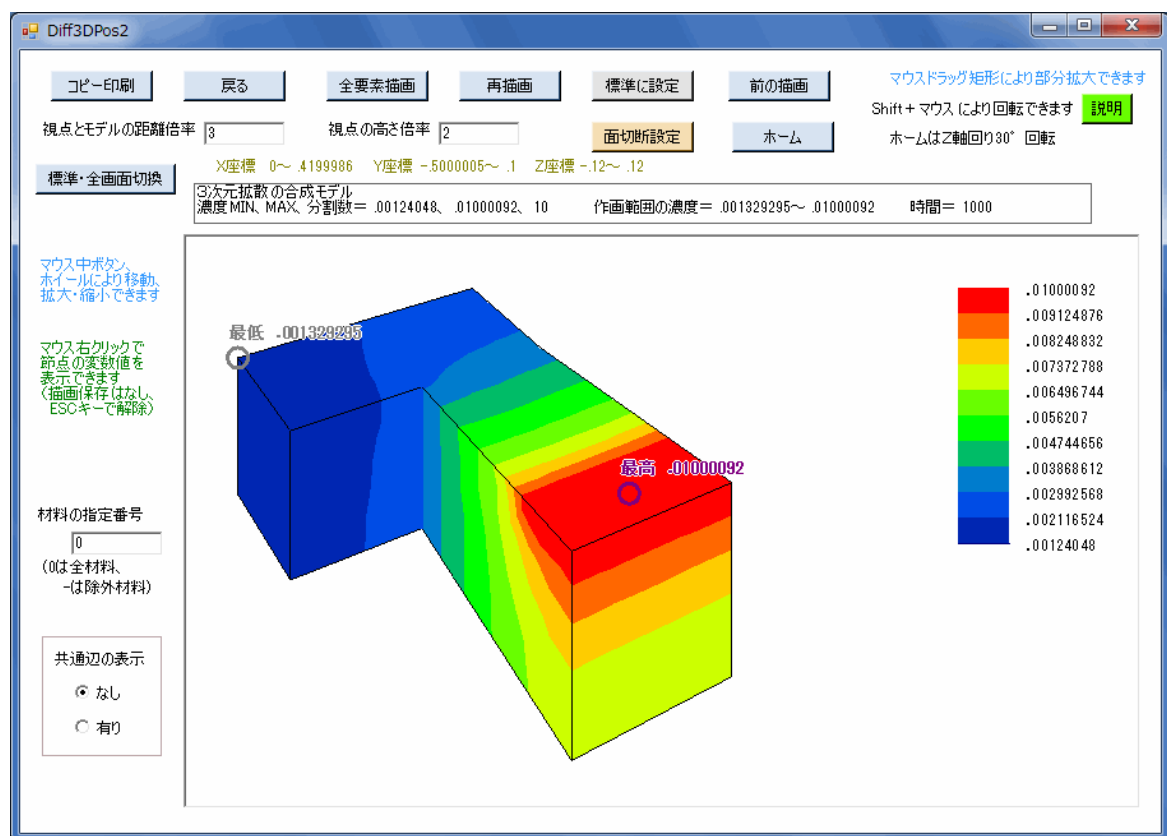 Diff3DPos2
コピー印刷
戻る
全要素描画
再描画
標準に設定
前の描画
マウスドラッグ矩形により部分拡大できます
Shift+マウスにより回転できます
説明
視点とモデルの距離倍率 3
視点の高さ倍率 2
面切断設定
ホーム
ホームはZ軸回り30° 回転
標準・全画面切換
X座標 0～ .4199986 Y座標 -.5000005～ .1 Z座標 -.12～ .12
3次元拡散の合成モデル
濃度MIN、MAX、分割数= .00124048、 .01000092、 10 作画範囲の濃度= .001329295～ .01000092 時間= 1000
マウス中ボタン、
ホイールにより移動、
拡大・縮小できます
マウス右クリックで
節点の変数値を
表示できます
(描画保存はなし、
ESCキーで解除)
材料の指定番号
0
(0は全材料、
-は除外材料)
共通辺の表示
なし
有り
最低 .001329295
最高 .01000092
.01000092
.009124876
.008248832
.007372788
.006496744
.0056207
.004744656
.003868612
.002992568
.002116524
.00124048